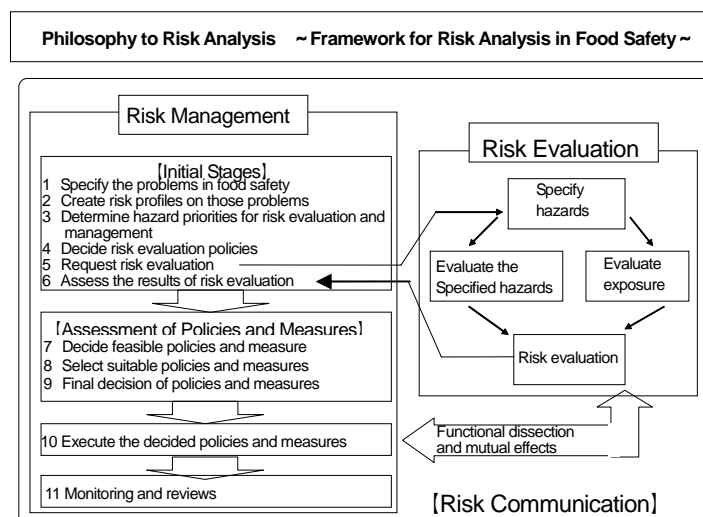 Philosophy to Risk Analysis ~ Framework for Risk Analysis in Food Safety ~
Risk Management
【Initial Stages】
1 Specify the problems in food safety
2 Create risk profiles on those problems
3 Determine hazard priorities for risk evaluation and
management
4 Decide risk evaluation policies
5 Request risk evaluation
6 Assess the results of risk evaluation
【Assessment of Policies and Measures】
7 Decide feasible policies and measure
8 Select suitable policies and measures
9 Final decision of policies and measures
10 Execute the decided policies and measures
11 Monitoring and reviews
Risk Evaluation
Specify
hazards
Evaluate the
Specified hazards
Evaluate
exposure
Risk evaluation
Functional dissection
and mutual effects
【Risk Communication】